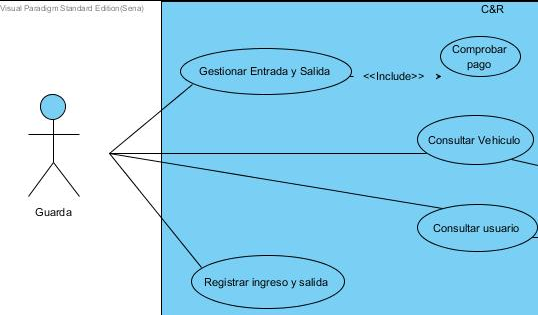 Visual Paradigm Standard Edition(Sena)
C&R
Comprobar
pago
Gestionar Entrada y Salida
<<Include>>
Consultar Vehiculo
Guarda
Consultar usuario
Registrar ingreso y salida